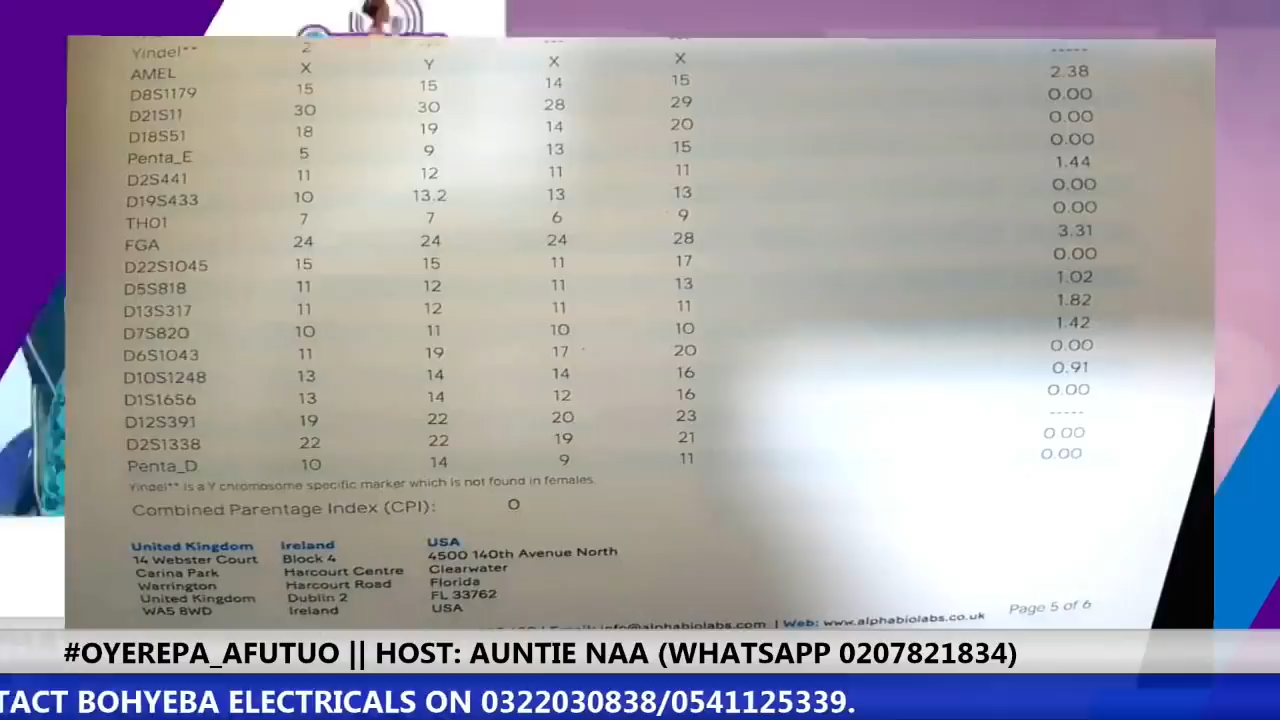 Yindel** 2 --- --- --- -----
AMEL X Y X X 2.38
D8S1179 15 15 14 15 0.00
D21S11 30 30 28 29 0.00
D18S51 18 19 14 20 0.00
Penta_E 5 9 13 15 1.44
D2S441 11 12 11 11 0.00
D19S433 10 13.2 13 13 0.00
THO1 7 7 6 9 3.31
FGA 24 24 24 28 0.00
D22S1045 15 15 11 17 1.02
D5S818 11 12 11 13 1.82
D13S317 11 12 11 11 1.42
D7S820 10 11 10 10 0.00
D6S1043 11 19 17 20 0.91
D10S1248 13 14 14 16 0.00
D1S1656 13 14 12 16 -----
D12S391 19 22 20 23 0.00
D2S1338 22 22 19 21 0.00
Penta_D 10 14 9 11
Yindel** is a Y chromosome specific marker which is not found in females.
Combined Parentage Index (CPI): 0
United Kingdom Ireland USA
14 Webster Court Block 4 4500 140th Avenue North
Carina Park Harcourt Centre Clearwater
Warrington Harcourt Road Florida
United Kingdom Dublin 2 FL 33762
WA5 8WD Ireland USA
info@alphabiolabs.com | Web: www.alphabiolabs.co.uk Page 5 of 6
#OYEREPA_AFUTUO || HOST: AUNTIE NAA (WHATSAPP 0207821834)
TACT BOHYEBA ELECTRICALS ON 0322030838/0541125339.